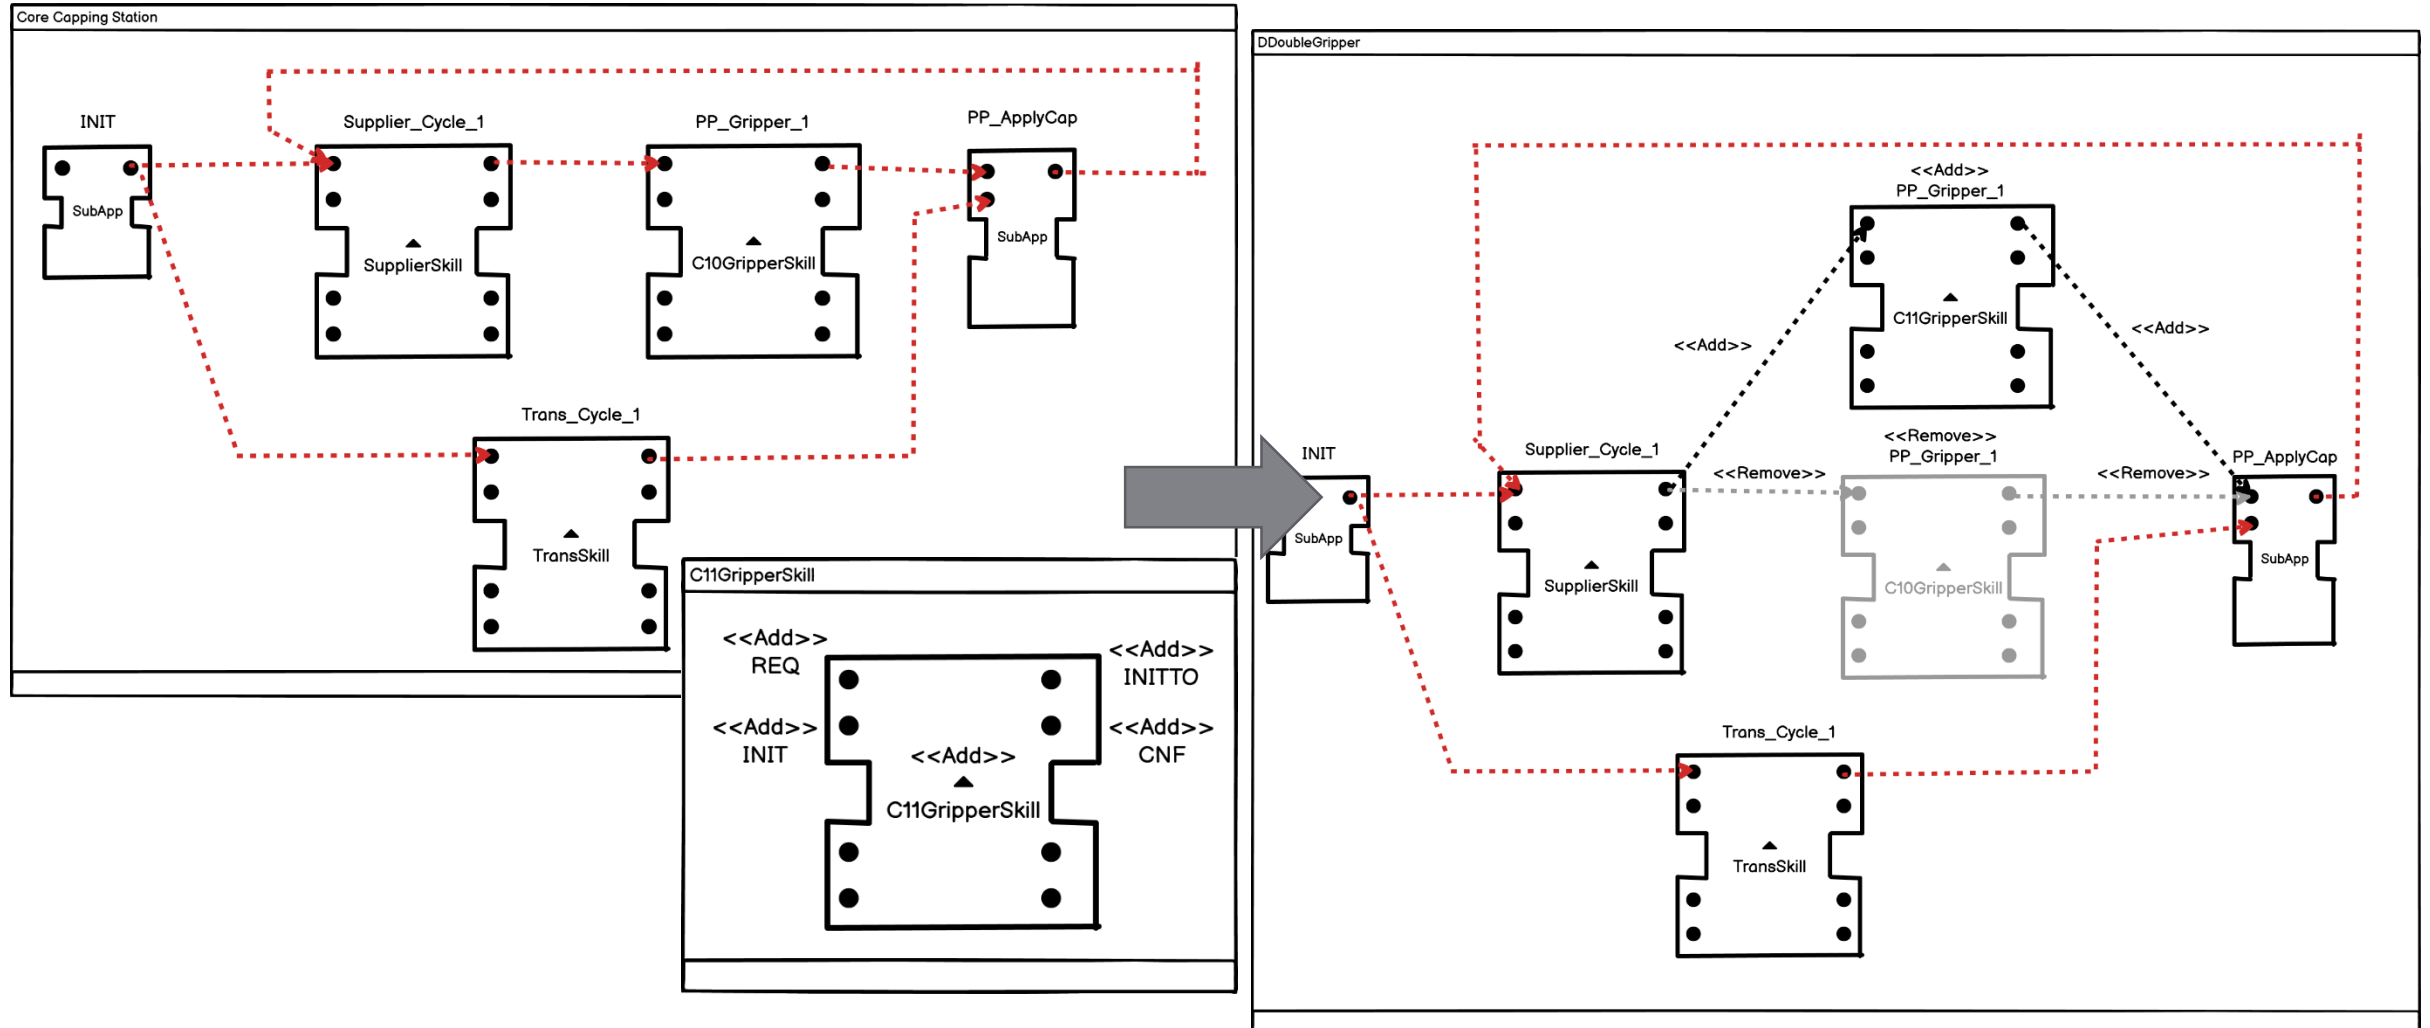 Core Capping Station
INIT
SubApp
Supplier_Cycle_1
SupplierSkill
PP_Gripper_1
C10GripperSkill
PP_ApplyCap
SubApp
Trans_Cycle_1
TransSkill
C11GripperSkill
<<Add>>
REQ
<<Add>>
INIT
<<Add>>
C11GripperSkill
<<Add>>
INITTO
<<Add>>
CNF
DDoubleGripper
<<Add>>
PP_Gripper_1
C11GripperSkill
<<Add>>
<<Add>>
INIT
SubApp
Supplier_Cycle_1
SupplierSkill
<<Remove>>
<<Remove>>
PP_Gripper_1
C10GripperSkill
<<Remove>>
PP_ApplyCap
SubApp
Trans_Cycle_1
TransSkill